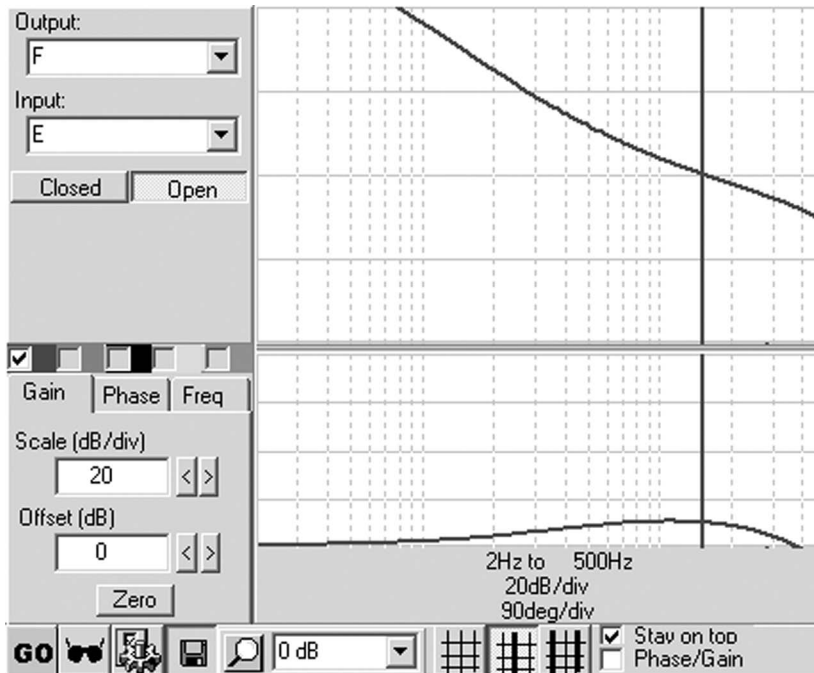 Output:
F
Input:
E
Closed Open
Gain Phase Freq
Scale (dB/div)
20 < >
Offset (dB)
0 < >
Zero
2Hz to 500Hz
20dB/div
90deg/div
GO 0 dB Stay on top
Phase/Gain